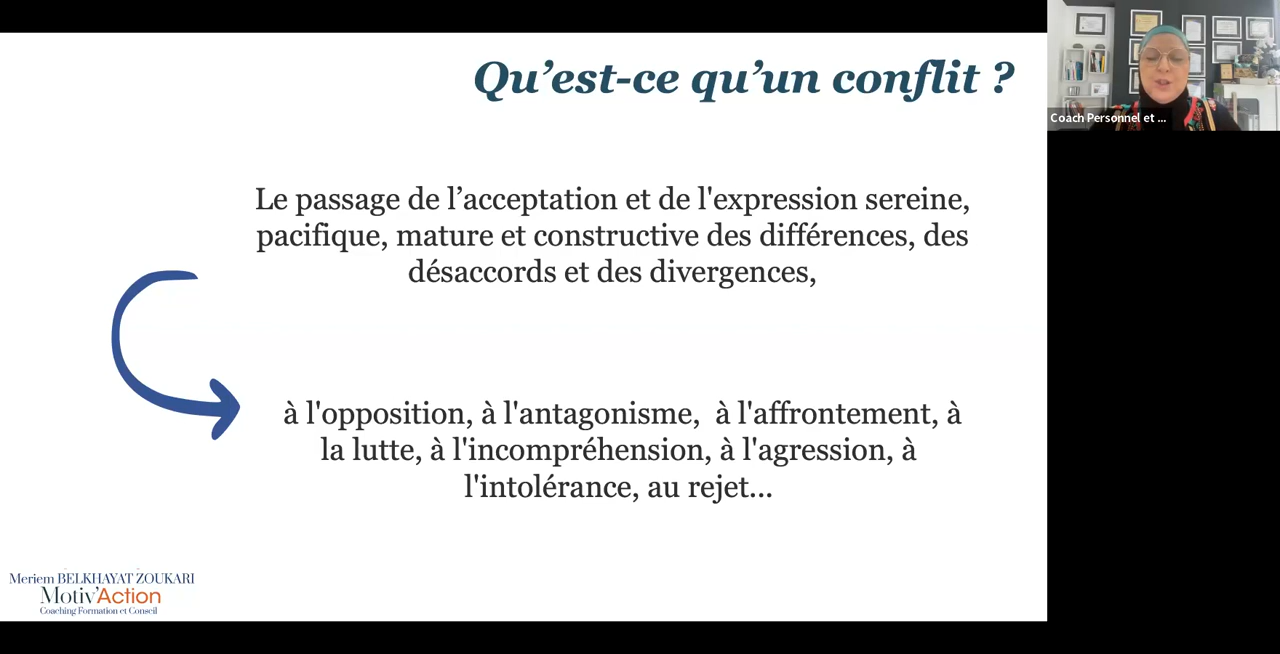 Qu’est-ce qu’un conflit ?
Coach Personnel et ...
Le passage de l’acceptation et de l'expression sereine,
pacifique, mature et constructive des différences, des
désaccords et des divergences,
à l'opposition, à l'antagonisme,  à l'affrontement, à
la lutte, à l'incompréhension, à l'agression, à
l'intolérance, au rejet...
Meriem BELKHAYAT ZOUKARI
Motiv'Action
Coaching Formation et Conseil